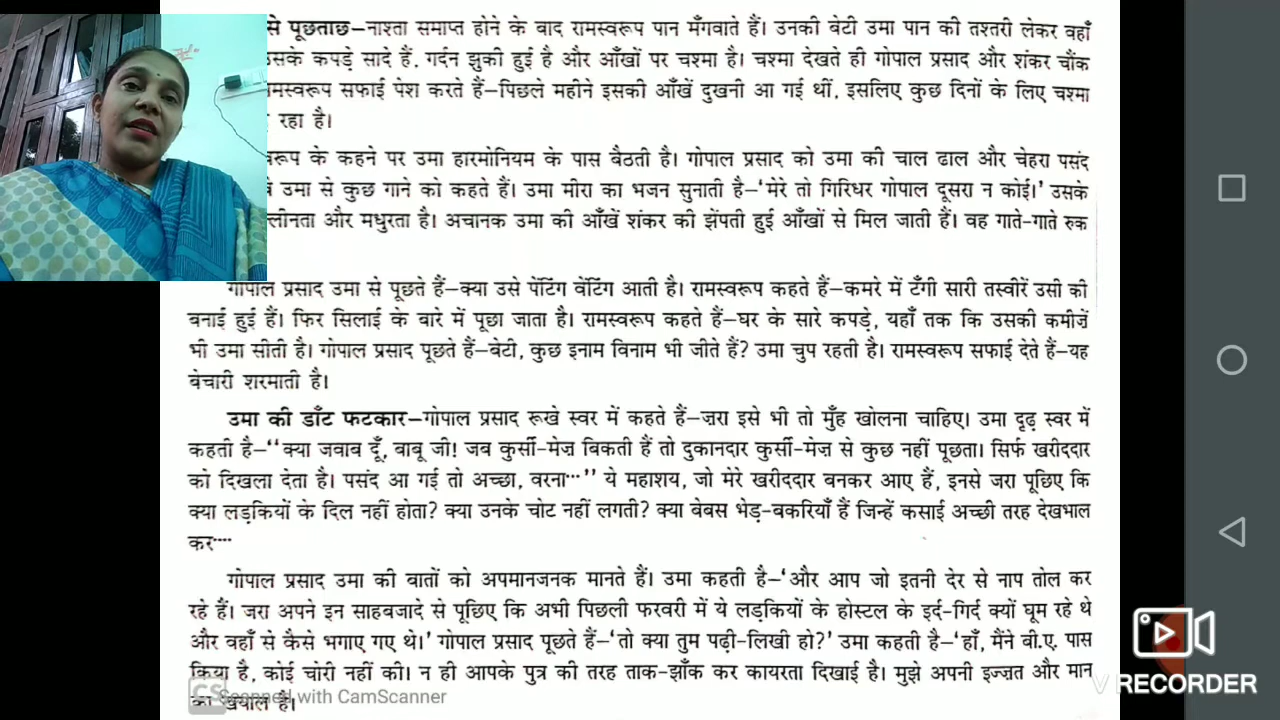 से पूछताछ–नाश्ता समाप्त होने के बाद रामस्वरूप पान मँगवाते हैं। उनकी बेटी उमा पान की तश्तरी लेकर वहाँ
सके कपड़े सादे हैं, गर्दन झुकी हुई है और आँखों पर चश्मा है। चश्मा देखते ही गोपाल प्रसाद और शंकर चौंक
मस्वरूप सफाई पेश करते हैं–पिछले महीने इसकी आँखें दुखनी आ गई थीं, इसलिए कुछ दिनों के लिए चश्मा
रहा है।
रूप के कहने पर उमा हारमोनियम के पास बैठती है। गोपाल प्रसाद को उमा की चाल ढाल और चेहरा पसंद
उमा से कुछ गाने को कहते हैं। उमा मीरा का भजन सुनाती है–'मेरे तो गिरिधर गोपाल दूसरा न कोई।' उसके
लीनता और मधुरता है। अचानक उमा की आँखें शंकर की झेंपती हुई आँखों से मिल जाती हैं। वह गाते-गाते रुक
गोपाल प्रसाद उमा से पूछते हैं–क्या उसे पेंटिंग वेंटिंग आती है। रामस्वरूप कहते हैं–कमरे में टँगी सारी तस्वीरें उसी की
बनाई हुई हैं। फिर सिलाई के बारे में पूछा जाता है। रामस्वरूप कहते हैं–घर के सारे कपड़े, यहाँ तक कि उसकी कमीज़ें
भी उमा सीती है। गोपाल प्रसाद पूछते हैं–बेटी, कुछ इनाम विनाम भी जीते हैं? उमा चुप रहती है। रामस्वरूप सफाई देते हैं–यह
बेचारी शरमाती है।
उमा की डाँट फटकार–गोपाल प्रसाद रूखे स्वर में कहते हैं–ज़रा इसे भी तो मुँह खोलना चाहिए। उमा दृढ़ स्वर में
कहती है–"क्या जवाब दूँ, बाबू जी! जब कुर्सी-मेज़ बिकती हैं तो दुकानदार कुर्सी-मेज़ से कुछ नहीं पूछता। सिर्फ खरीददार
को दिखला देता है। पसंद आ गई तो अच्छा, वरना···" ये महाशय, जो मेरे खरीददार बनकर आए हैं, इनसे जरा पूछिए कि
क्या लड़कियों के दिल नहीं होता? क्या उनके चोट नहीं लगती? क्या बेबस भेड़-बकरियाँ हैं जिन्हें कसाई अच्छी तरह देखभाल
कर····
गोपाल प्रसाद उमा की बातों को अपमानजनक मानते हैं। उमा कहती है–'और आप जो इतनी देर से नाप तोल कर
रहे हैं। जरा अपने इन साहबजादे से पूछिए कि अभी पिछली फरवरी में ये लड़कियों के होस्टल के इर्द-गिर्द क्यों घूम रहे थे
और वहाँ से कैसे भगाए गए थे।' गोपाल प्रसाद पूछते हैं–'तो क्या तुम पढ़ी-लिखी हो?' उमा कहती है–'हाँ, मैंने बी.ए. पास
किया है, कोई चोरी नहीं की। न ही आपके पुत्र की तरह ताक-झाँक कर कायरता दिखाई है। मुझे अपनी इज्ज़त और मान
का खयाल है।
CS Scanned with CamScanner
V RECORDER